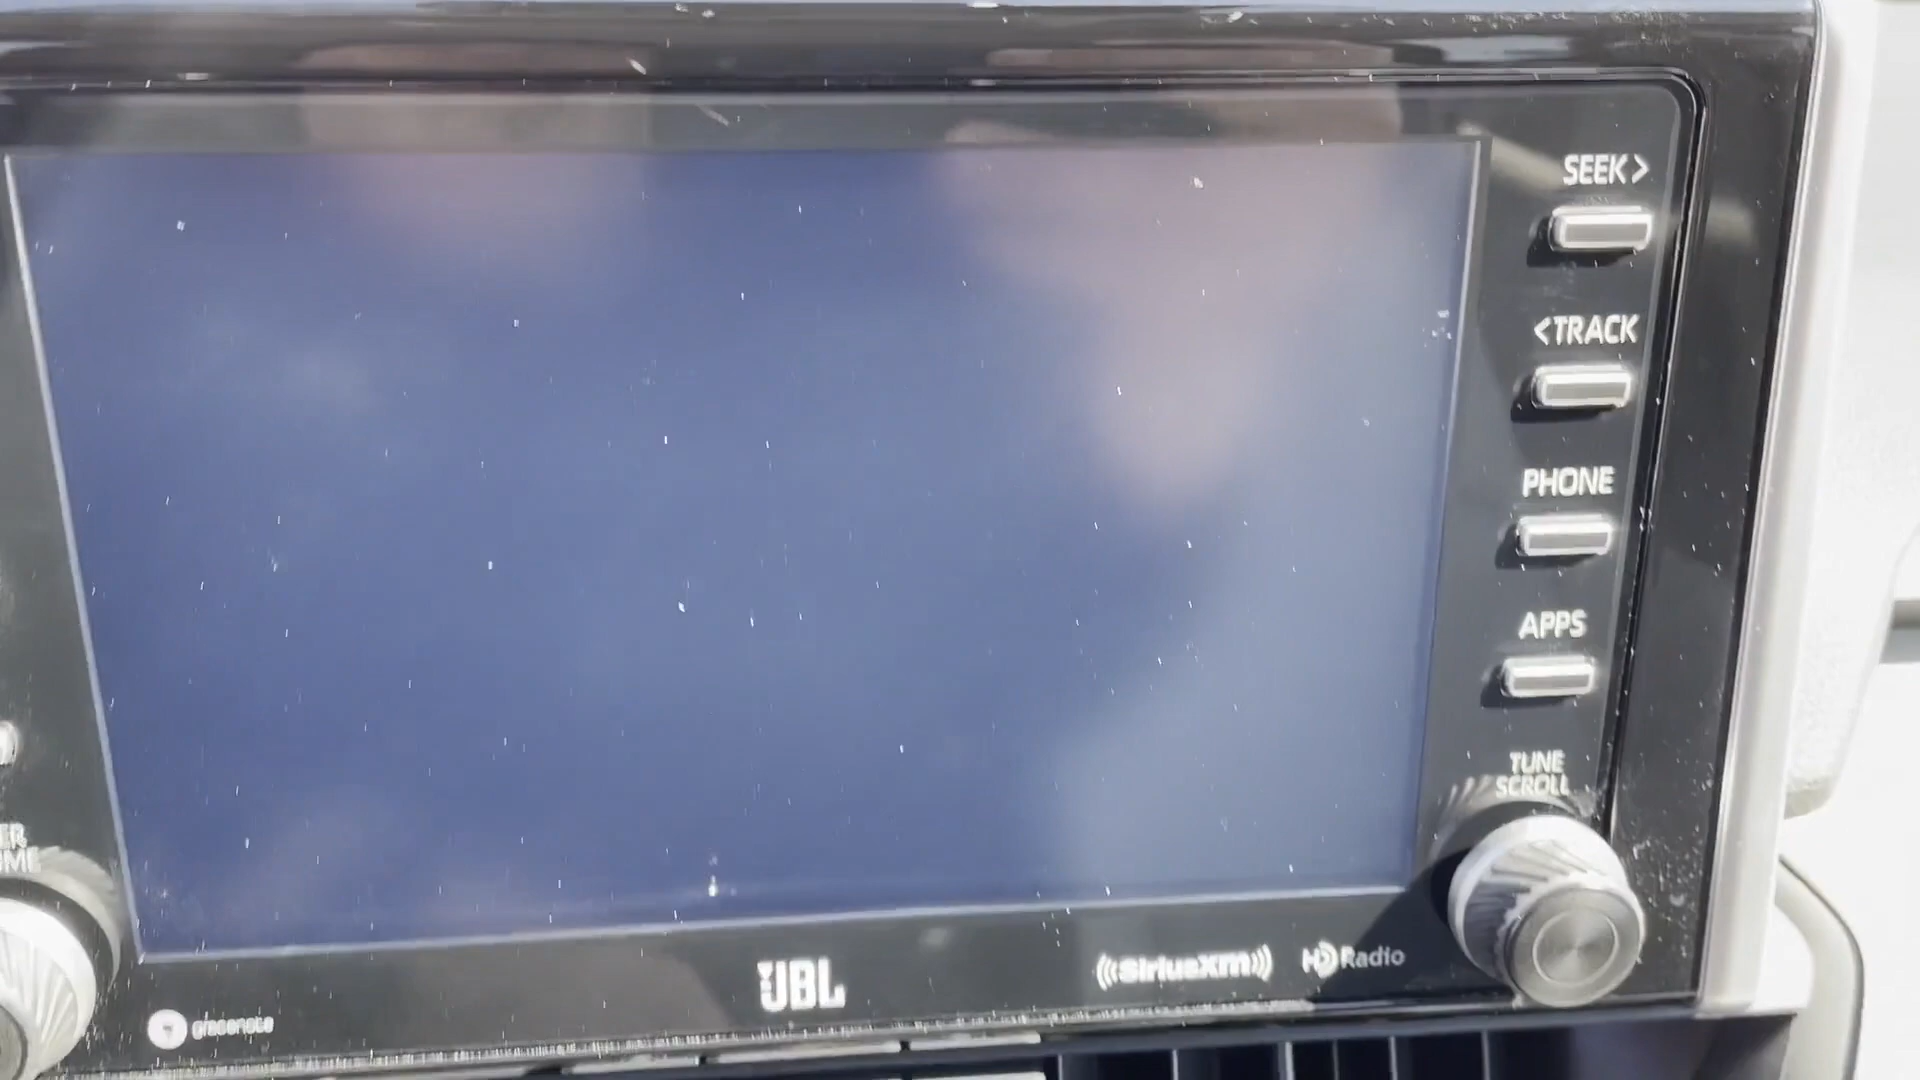 SEEK>
<TRACK
PHONE
APPS
TUNE
SCROLL
JBL
SiriusXM
HD Radio
gracenote